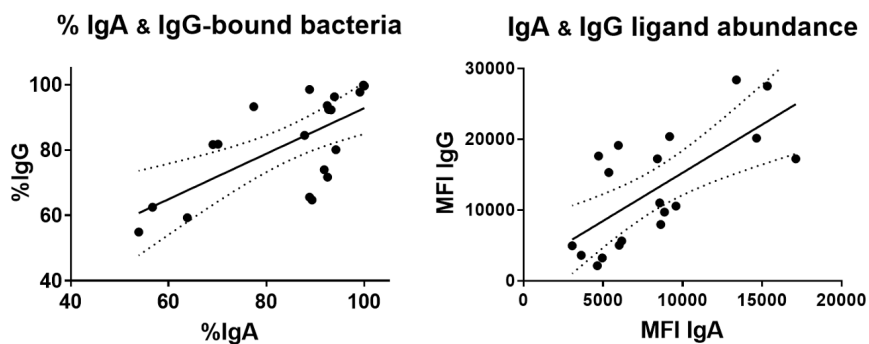 % IgA & IgG-bound bacteria
%IgG
100
80
60
40
40
60
80
100
%IgA
IgA & IgG ligand abundance
MFI IgG
30000
20000
10000
0
0
5000
10000
15000
20000
MFI IgA